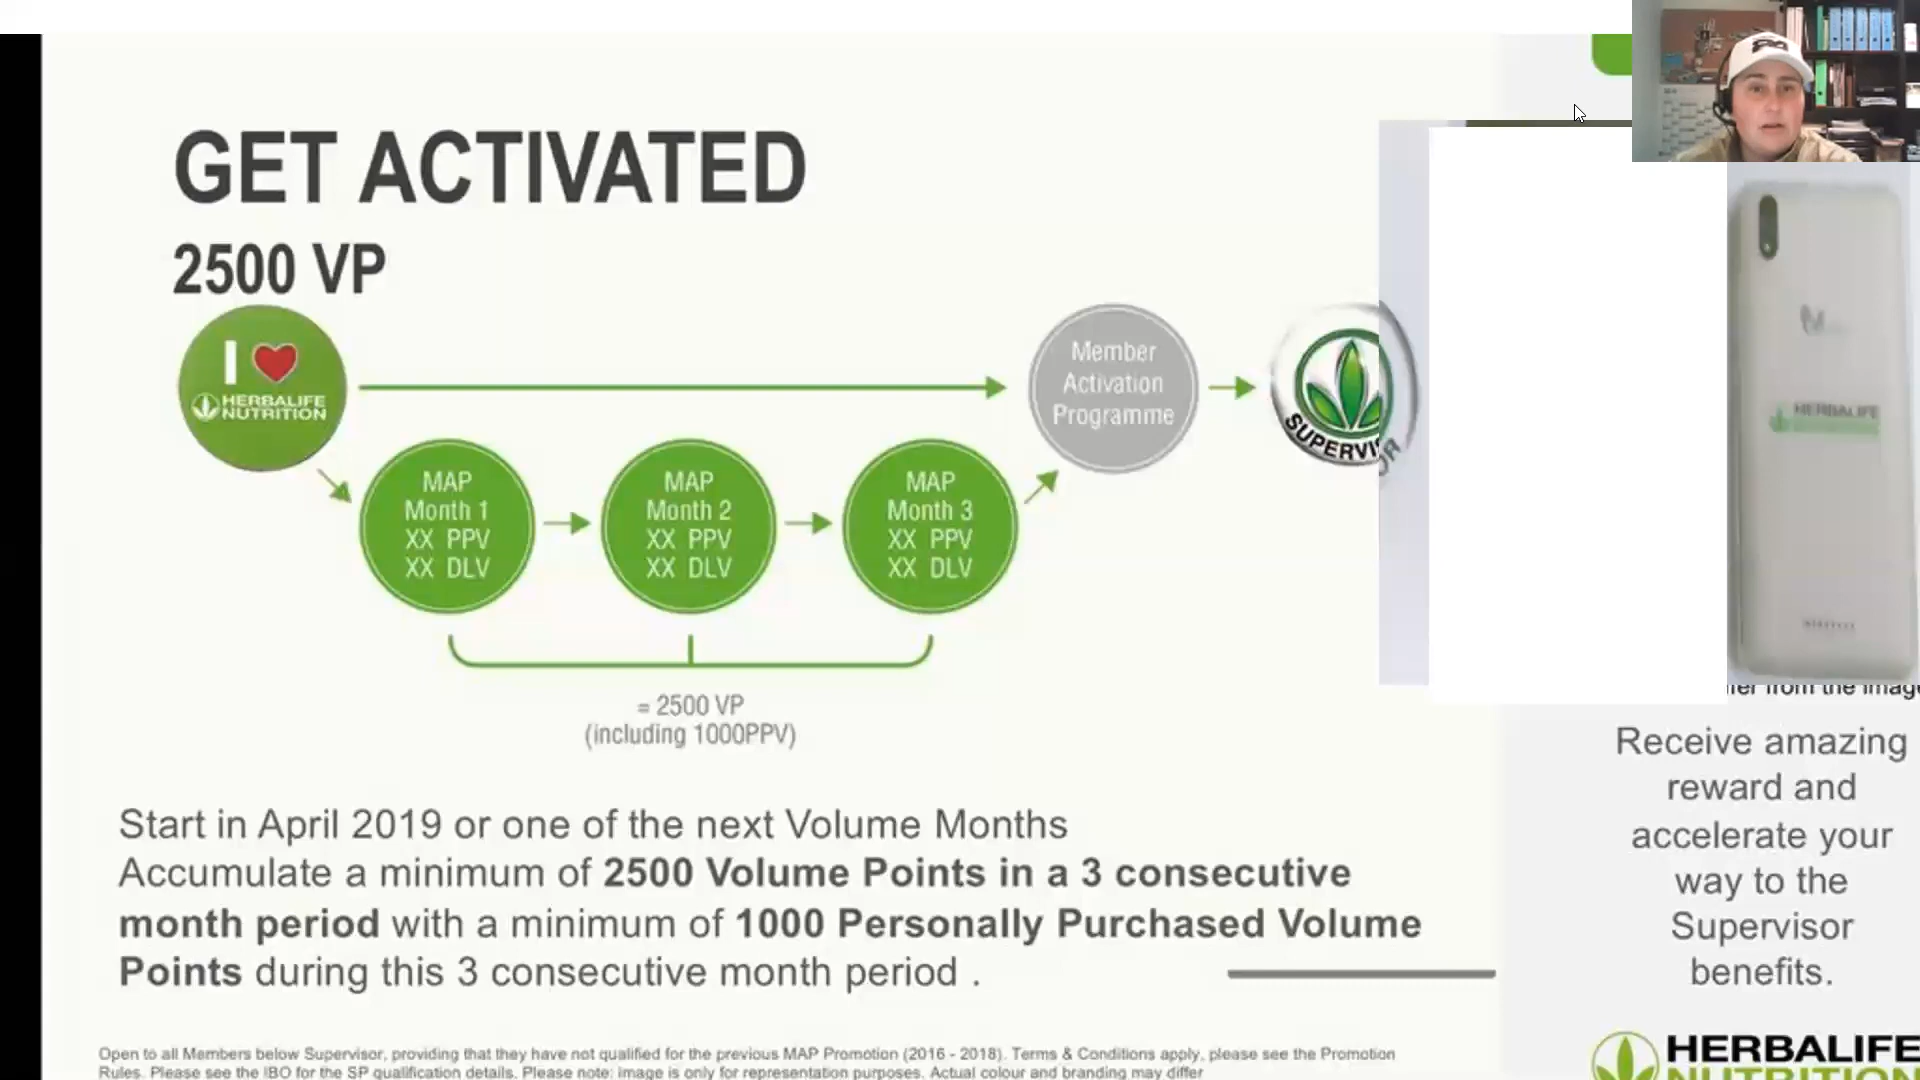 GET ACTIVATED
2500 VP
I
HERBALIFE
NUTRITION
Member
Activation
Programme
MAP
Month 1
XX PPV
XX DLV
MAP
Month 2
XX PPV
XX DLV
MAP
Month 3
XX PPV
XX DLV
= 2500 VP
(including 1000PPV)
HERBALIFE
from the
Receive amazing
reward and
accelerate your
way to the
Supervisor
benefits.
Start in April 2019 or one of the next Volume Months
Accumulate a minimum of 2500 Volume Points in a 3 consecutive
month period with a minimum of 1000 Personally Purchased Volume
Points during this 3 consecutive month period .
Open to all Members below Supervisor, providing that they have not qualified for the previous MAP Promotion (2016 - 2018). Terms & Conditions apply, please see the Promotion
Rules. Please see the IBO for the SP qualification details. Please note: image is only for representation purposes. Actual colour and branding may differ
HERBALIFE
NUTRITION